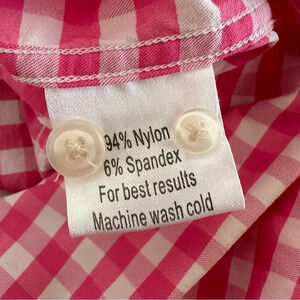 94% Nylon
6% Spandex
For best results
Machine wash cold